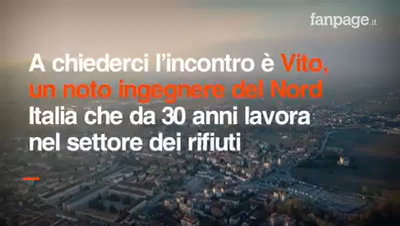 fanpage.it
A chiederci l'incontro è Vito,
un noto ingegnere del Nord
Italia che da 30 anni lavora
nel settore dei rifiuti